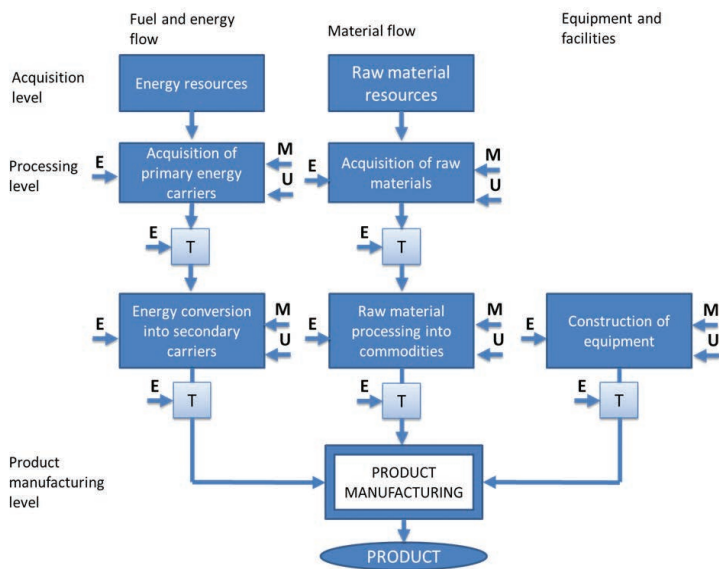 Fuel and energy
flow
Material flow
Equipment and
facilities
Acquisition
level
Energy resources
Raw material
resources
Processing
level
E
Acquisition of
primary energy
carriers
M
U
E
Acquisition of raw
materials
M
U
E
T
E
T
E
Energy conversion
into secondary
carriers
M
U
E
Raw material
processing into
commodities
M
U
E
Construction of
equipment
M
U
E
T
E
T
E
T
Product
manufacturing
level
PRODUCT
MANUFACTURING
PRODUCT